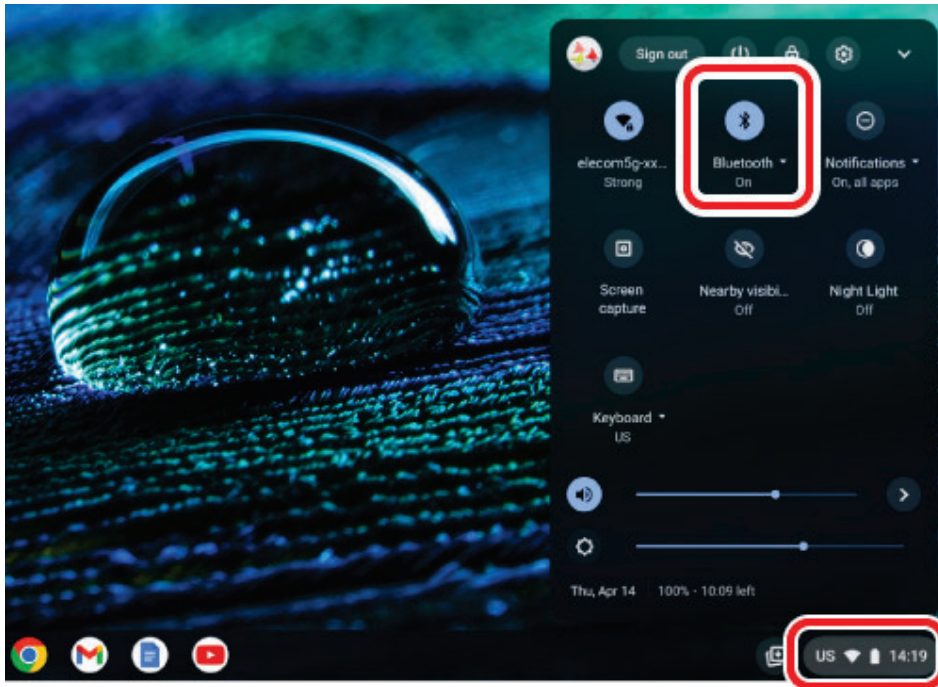 Sign out
elecom5g-xx...
Strong
Bluetooth
On
Notifications
On, all apps
Screen
capture
Nearby visibi...
Off
Night Light
Off
Keyboard
US
Thu, Apr 14
100% - 10:09 left
US
14:19